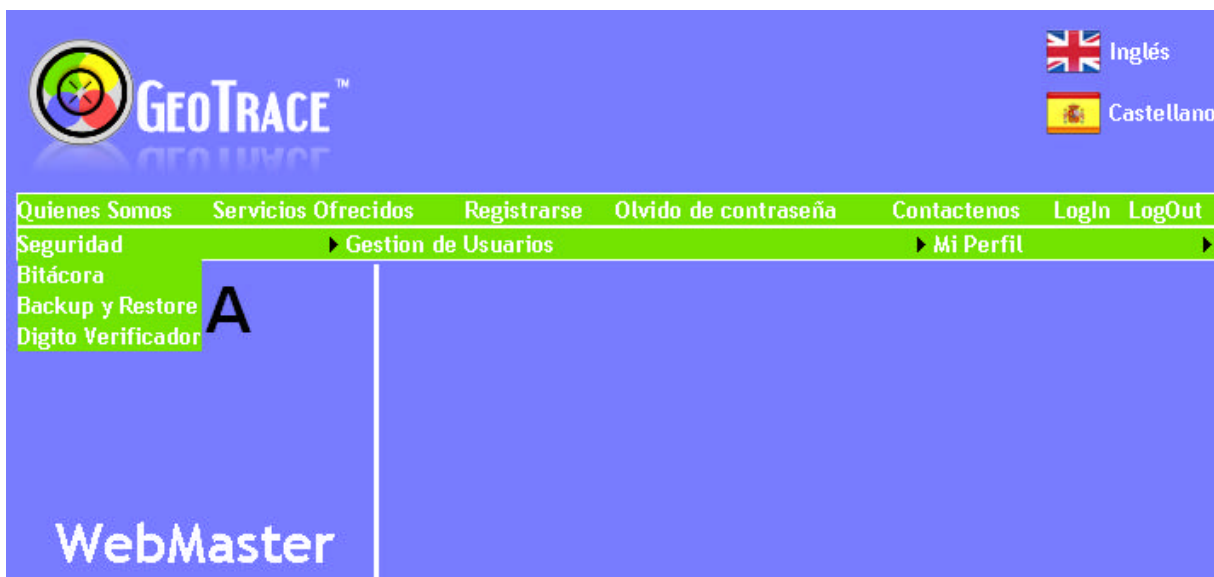 GEOTRACE™
Inglés
Castellano
Quienes Somos Servicios Ofrecidos Registrarse Olvido de contraseña Contactenos LogIn LogOut
Seguridad Gestion de Usuarios Mi Perfil
Bitácora
Backup y Restore
Digito Verificador
A
WebMaster